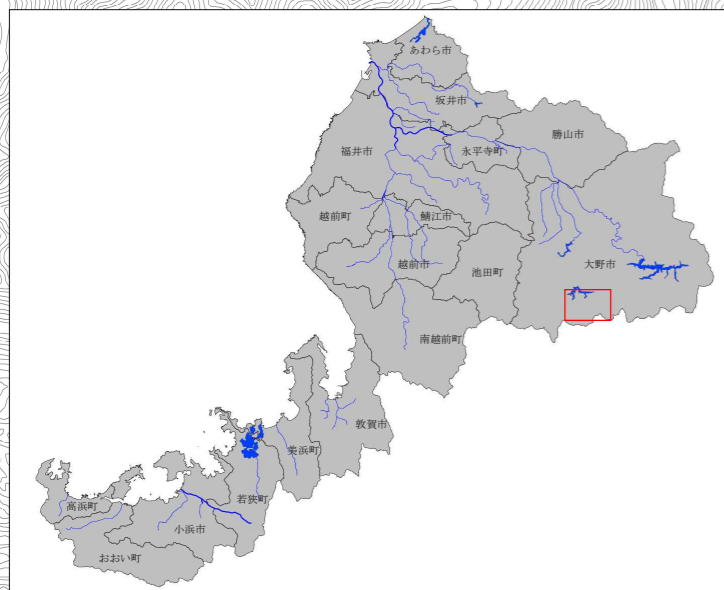 あわら市
坂井市
勝山市
福井市
永平寺町
越前町
鯖江市
越前市
池田町
大野市
南越前町
敦賀市
美浜町
若狭町
高浜町
小浜市
おおい町